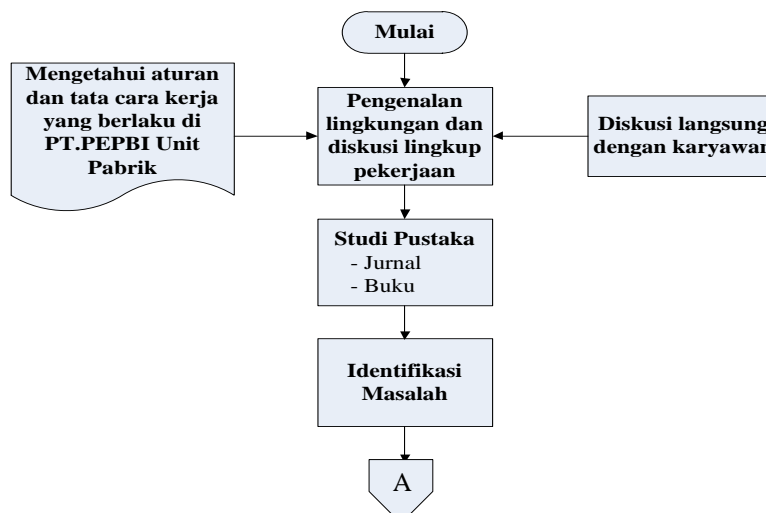 Mulai
Mengetahui aturan
dan tata cara kerja
yang berlaku di
PT.PEPBI Unit
Pabrik
Pengenalan
lingkungan dan
diskusi lingkup
pekerjaan
Diskusi langsung
dengan karyawan
Studi Pustaka
- Jurnal
- Buku
Identifikasi
Masalah
A